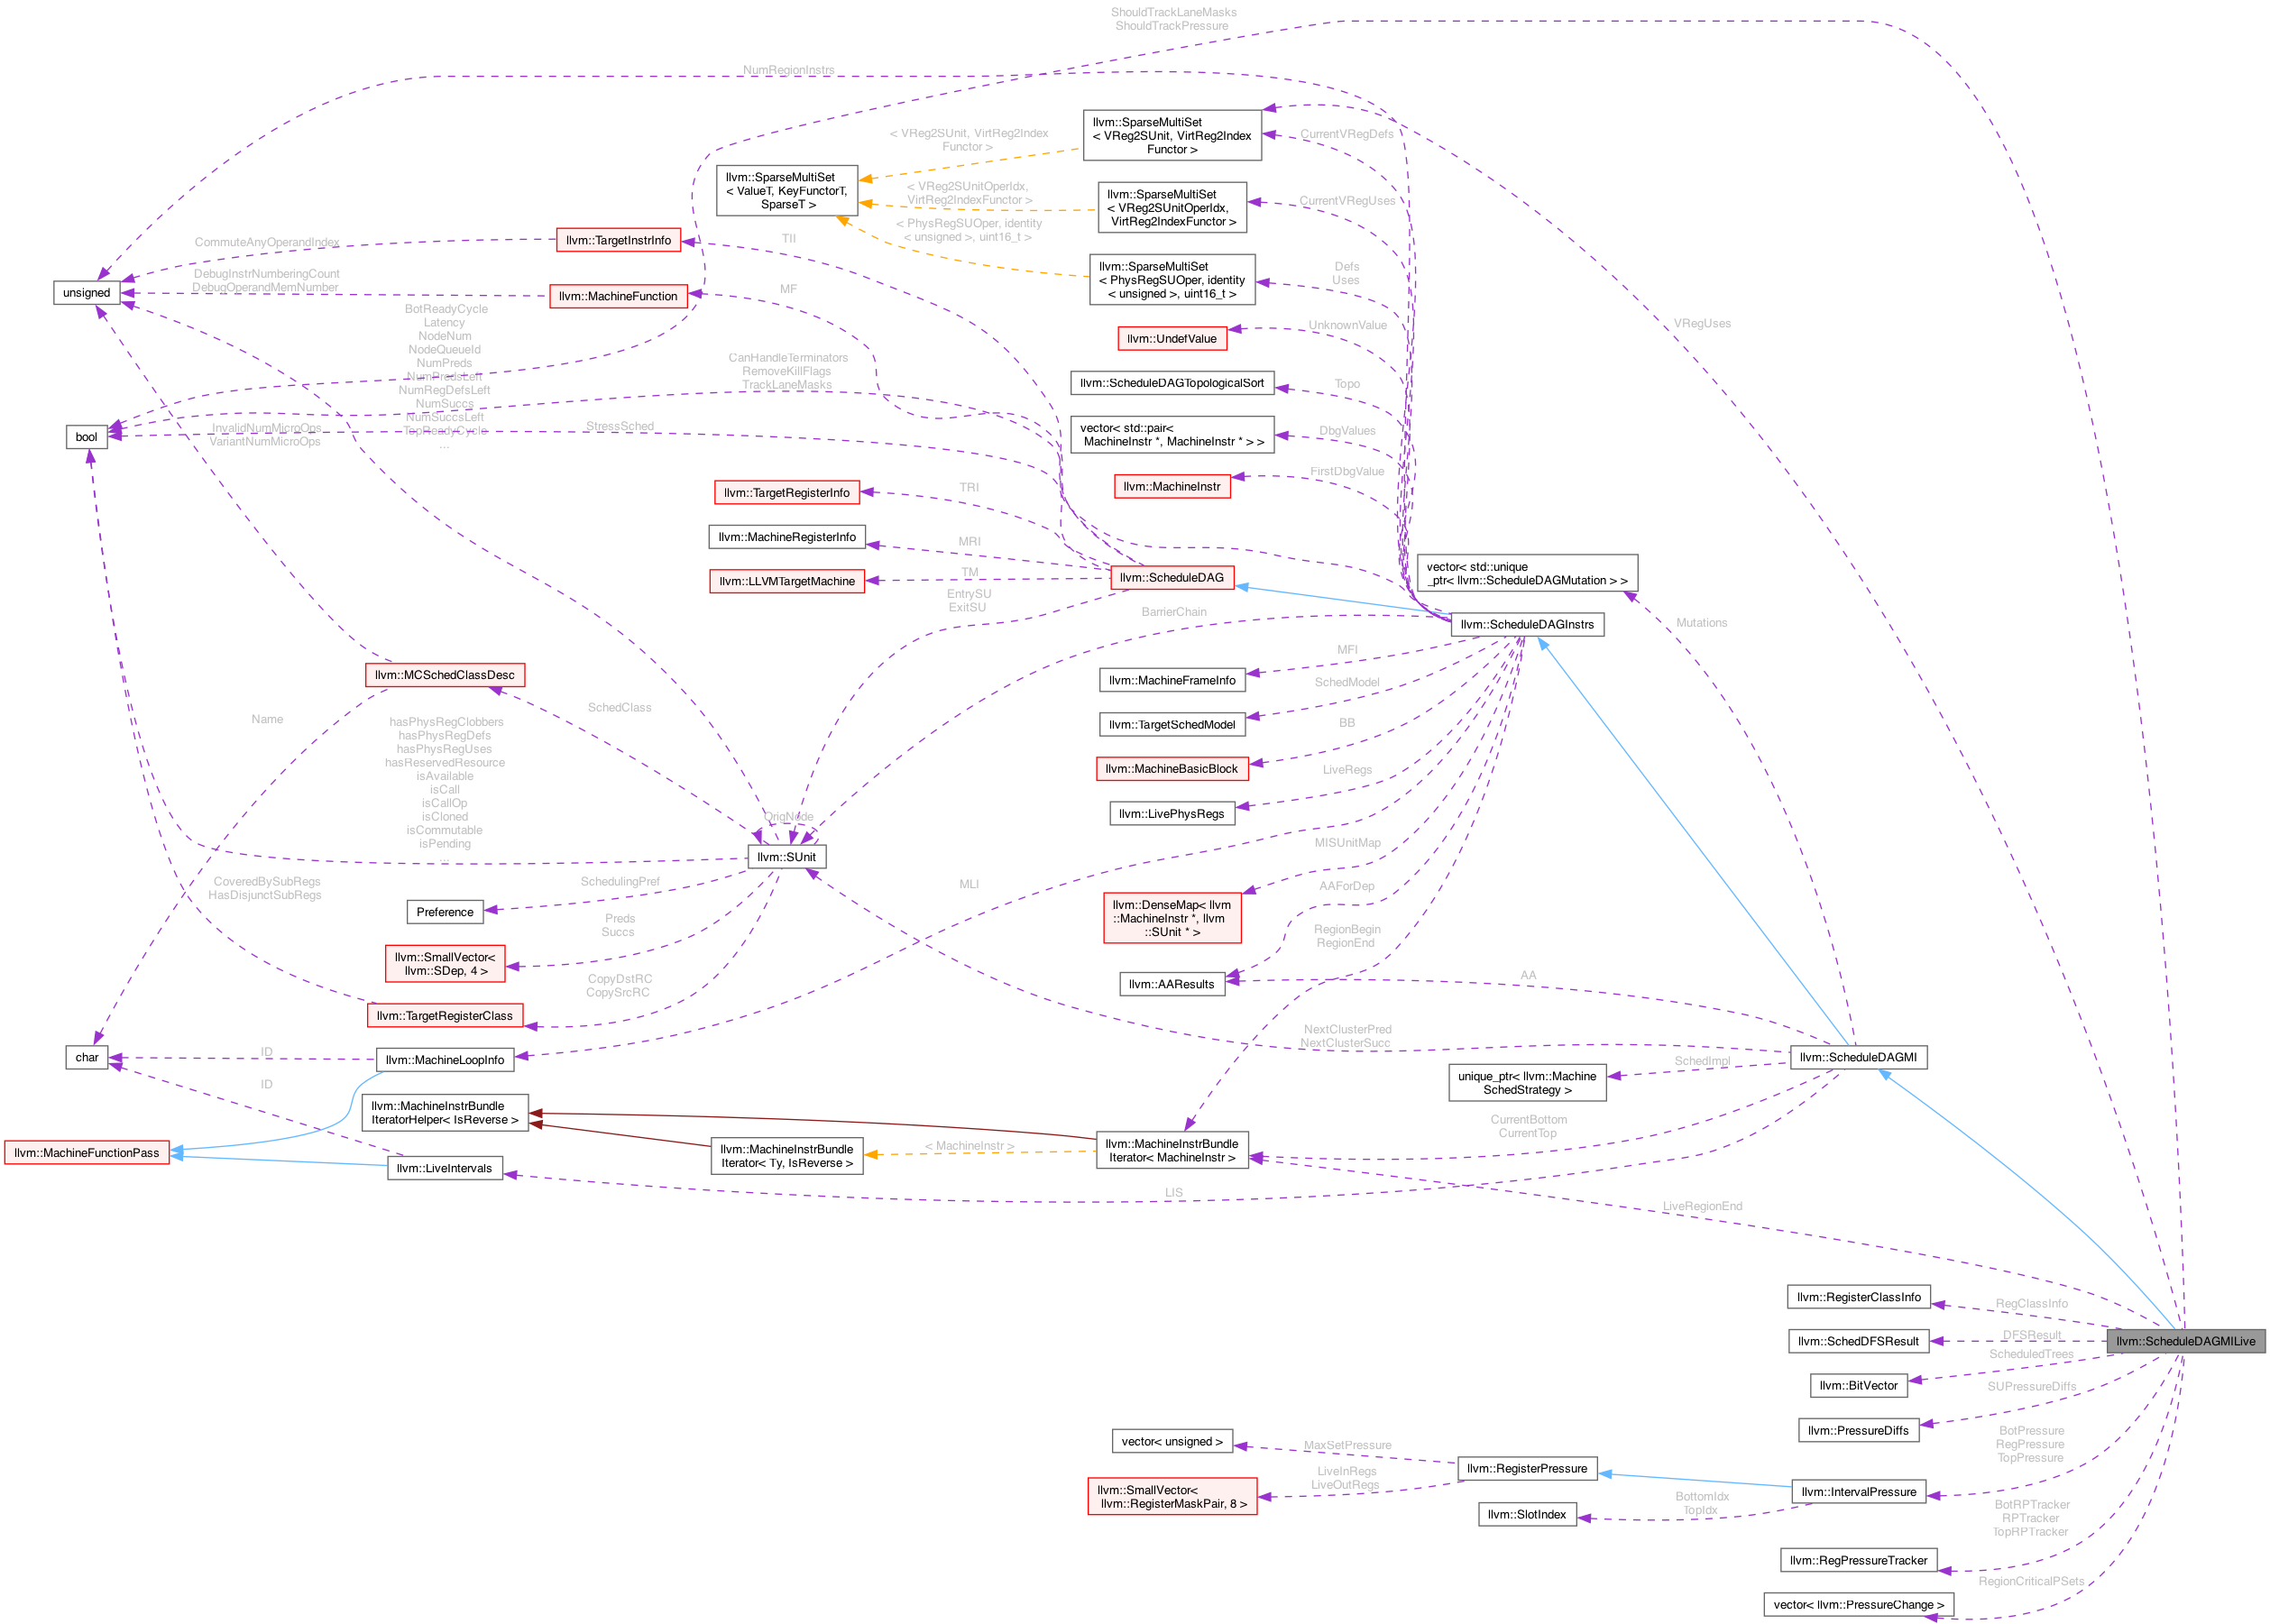 ShouldTrackLaneMasks
ShouldTrackPressure
NumRegionInstrs
llvm::SparseMultiSet
< VReg2SUnit, VirtReg2Index
Functor >
< VReg2SUnit, VirtReg2Index
Functor >
CurrentVRegDefs
llvm::SparseMultiSet
< ValueT, KeyFunctorT,
SparseT >
< VReg2SUnitOperIdx,
VirtReg2IndexFunctor >
llvm::SparseMultiSet
< VReg2SUnitOperIdx,
VirtReg2IndexFunctor >
CurrentVRegUses
< PhysRegSUOper, identity
< unsigned >, uint16_t >
CommuteAnyOperandIndex
llvm::TargetInstrInfo
TII
llvm::SparseMultiSet
< PhysRegSUOper, identity
< unsigned >, uint16_t >
Defs
Uses
unsigned
DebugInstrNumberingCount
DebugOperandMemNumber
llvm::MachineFunction
MF
BotReadyCycle
Latency
NodeNum
NodeQueueId
NumPreds
NumPredsLeft
NumRegDefsLeft
NumSuccs
NumSuccsLeft
TopReadyCycle
...
llvm::UndefValue
UnknownValue
VRegUses
CanHandleTerminators
RemoveKillFlags
TrackLaneMasks
llvm::ScheduleDAGTopologicalSort
Topo
bool
InvalidNumMicroOps
VariantNumMicroOps
StressSched
vector< std::pair<
MachineInstr *, MachineInstr * > >
DbgValues
llvm::MachineInstr
FirstDbgValue
llvm::TargetRegisterInfo
TRI
llvm::MachineRegisterInfo
MRI
llvm::LLVMTargetMachine
TM
llvm::ScheduleDAG
EntrySU
ExitSU
vector< std::unique
_ptr< llvm::ScheduleDAGMutation > >
BarrierChain
llvm::ScheduleDAGInstrs
Mutations
llvm::MCSchedClassDesc
MFI
llvm::MachineFrameInfo
SchedClass
SchedModel
llvm::TargetSchedModel
Name
hasPhysRegClobbers
hasPhysRegDefs
hasPhysRegUses
hasReservedResource
isAvailable
isCall
isCallOp
isCloned
isCommutable
isPending
...
BB
llvm::MachineBasicBlock
LiveRegs
llvm::LivePhysRegs
OrigNode
llvm::SUnit
MISUnitMap
CoveredBySubRegs
HasDisjunctSubRegs
SchedulingPref
Preference
MLI
llvm::DenseMap< llvm
::MachineInstr *, llvm
::SUnit * >
AAForDep
Preds
Succs
llvm::SmallVector<
llvm::SDep, 4 >
RegionBegin
RegionEnd
CopyDstRC
CopySrcRC
llvm::AAResults
AA
llvm::TargetRegisterClass
NextClusterPred
NextClusterSucc
char
ID
llvm::MachineLoopInfo
llvm::ScheduleDAGMI
SchedImpl
unique_ptr< llvm::Machine
SchedStrategy >
ID
llvm::MachineInstrBundle
IteratorHelper< IsReverse >
CurrentBottom
CurrentTop
llvm::MachineFunctionPass
llvm::LiveIntervals
llvm::MachineInstrBundle
Iterator< Ty, IsReverse >
< MachineInstr >
llvm::MachineInstrBundle
Iterator< MachineInstr >
LIS
LiveRegionEnd
llvm::RegisterClassInfo
RegClassInfo
llvm::SchedDFSResult
DFSResult
llvm::ScheduleDAGMILive
ScheduledTrees
llvm::BitVector
SUPressureDiffs
llvm::PressureDiffs
vector< unsigned >
MaxSetPressure
BotPressure
RegPressure
TopPressure
llvm::RegisterPressure
LiveInRegs
LiveOutRegs
llvm::SmallVector<
llvm::RegisterMaskPair, 8 >
llvm::IntervalPressure
BottomIdx
TopIdx
llvm::SlotIndex
BotRPTracker
RPTracker
TopRPTracker
llvm::RegPressureTracker
RegionCriticalPSets
vector< llvm::PressureChange >